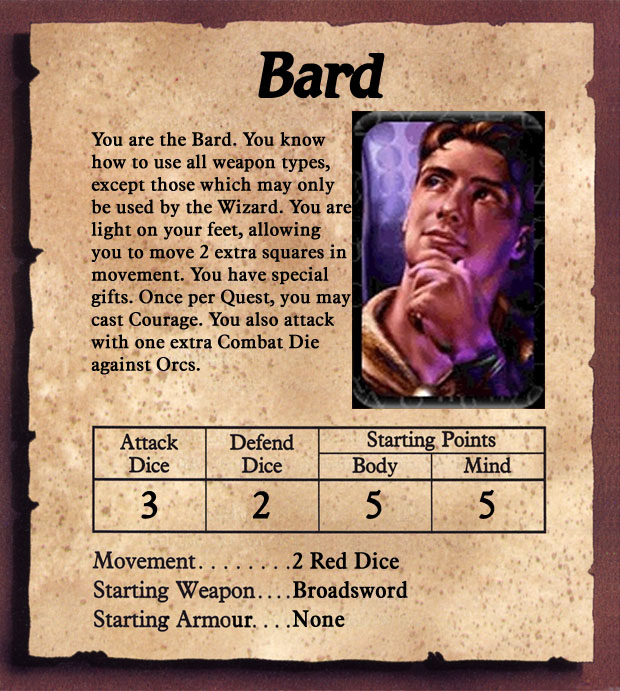 Bard
You are the Bard. You know
how to use all weapon types,
except those which may only
be used by the Wizard. You are
light on your feet, allowing
you to move 2 extra squares in
movement. You have special
gifts. Once per Quest, you may
cast Courage. You also attack
with one extra Combat Die
against Orcs.
Attack Dice
Defend Dice
Starting Points
Body Mind
3 2 5 5
Movement........2 Red Dice
Starting Weapon....Broadsword
Starting Armour....None